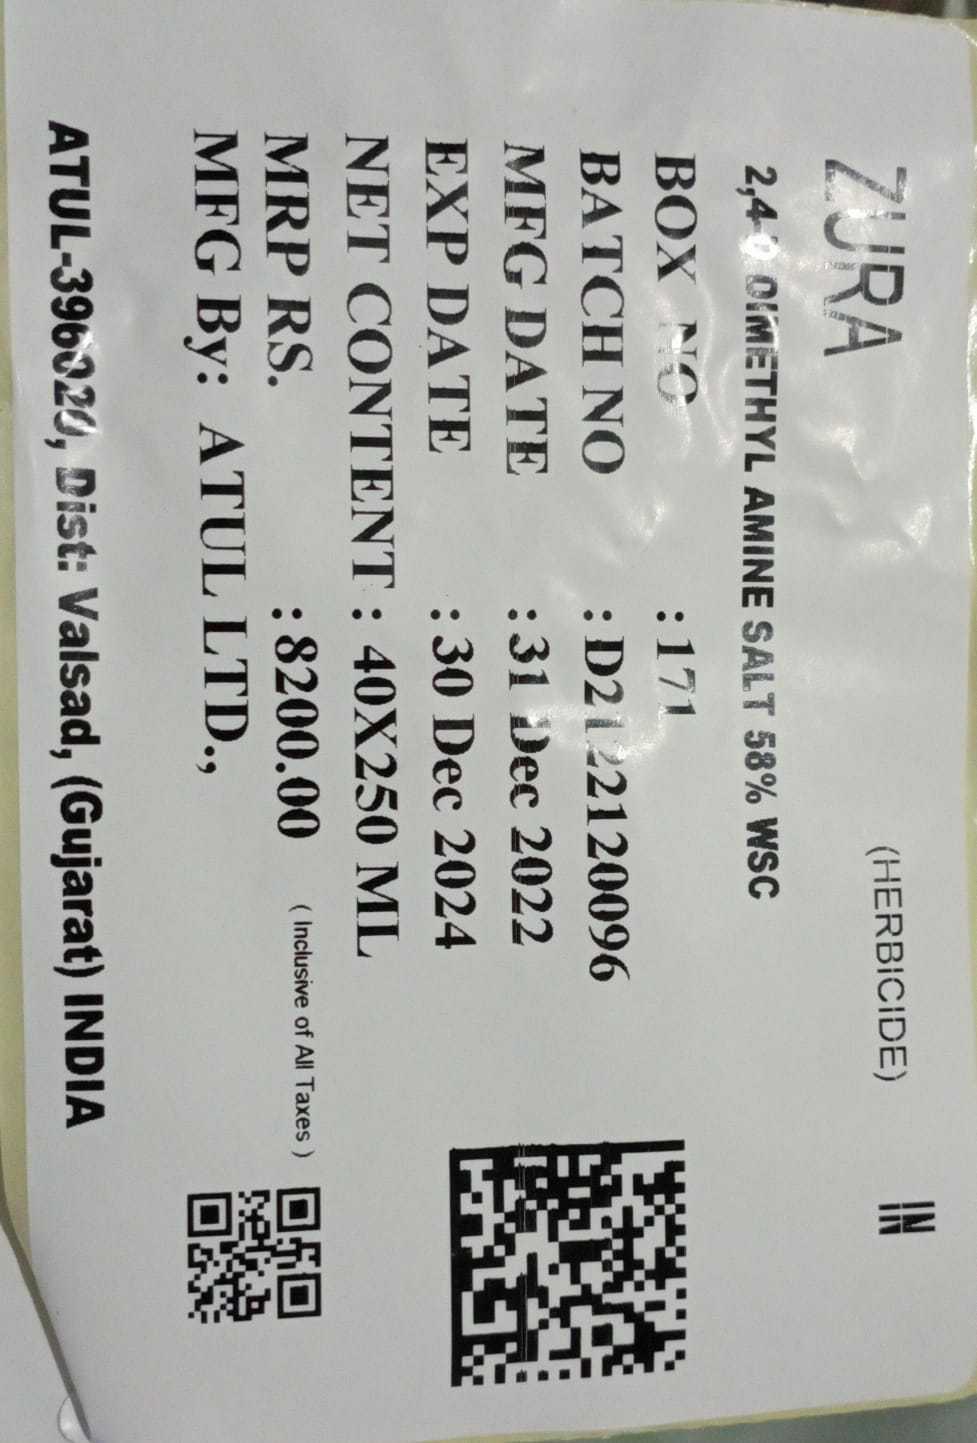 ZURA (HERBICIDE) IN
2,4-D DIMETHYL AMINE SALT 58% WSC
BOX NO : 171
BATCH NO : D2122120096
MFG DATE : 31 Dec 2022
EXP DATE : 30 Dec 2024
NET CONTENT : 40X250 ML
MRP RS. : 8200.00 ( Inclusive of All Taxes )
MFG By: ATUL LTD.,
ATUL-396020, Dist: Valsad, (Gujarat) INDIA